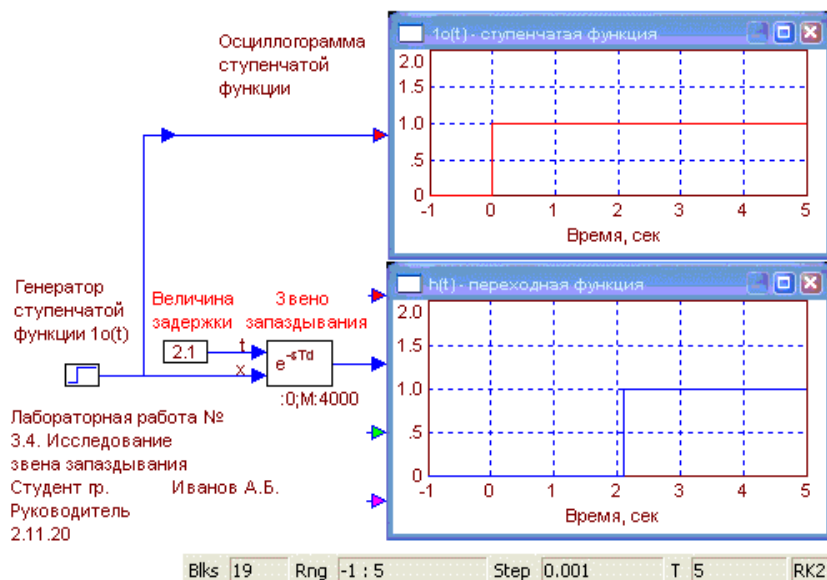 Осциллограмма
ступенчатой
функции
1o(t) - ступенчатая функция
2.0
1.5
1.0
.5
0
-1 0 1 2 3 4 5
Время, сек
Генератор
ступенчатой
функции 1o(t)
Величина
задержки
Звено
запаздывания
2.1
t
x
e-sTd
:0;M:4000
h(t) - переходная функция
2.0
1.5
1.0
.5
0
-1 0 1 2 3 4 5
Время, сек
Лабораторная работа №
3.4. Исследование
звена запаздывания
Студент гр. Иванов А.Б.
Руководитель
2.11.20
Blks 19 Rng -1 : 5 Step 0.001 T 5 RK2